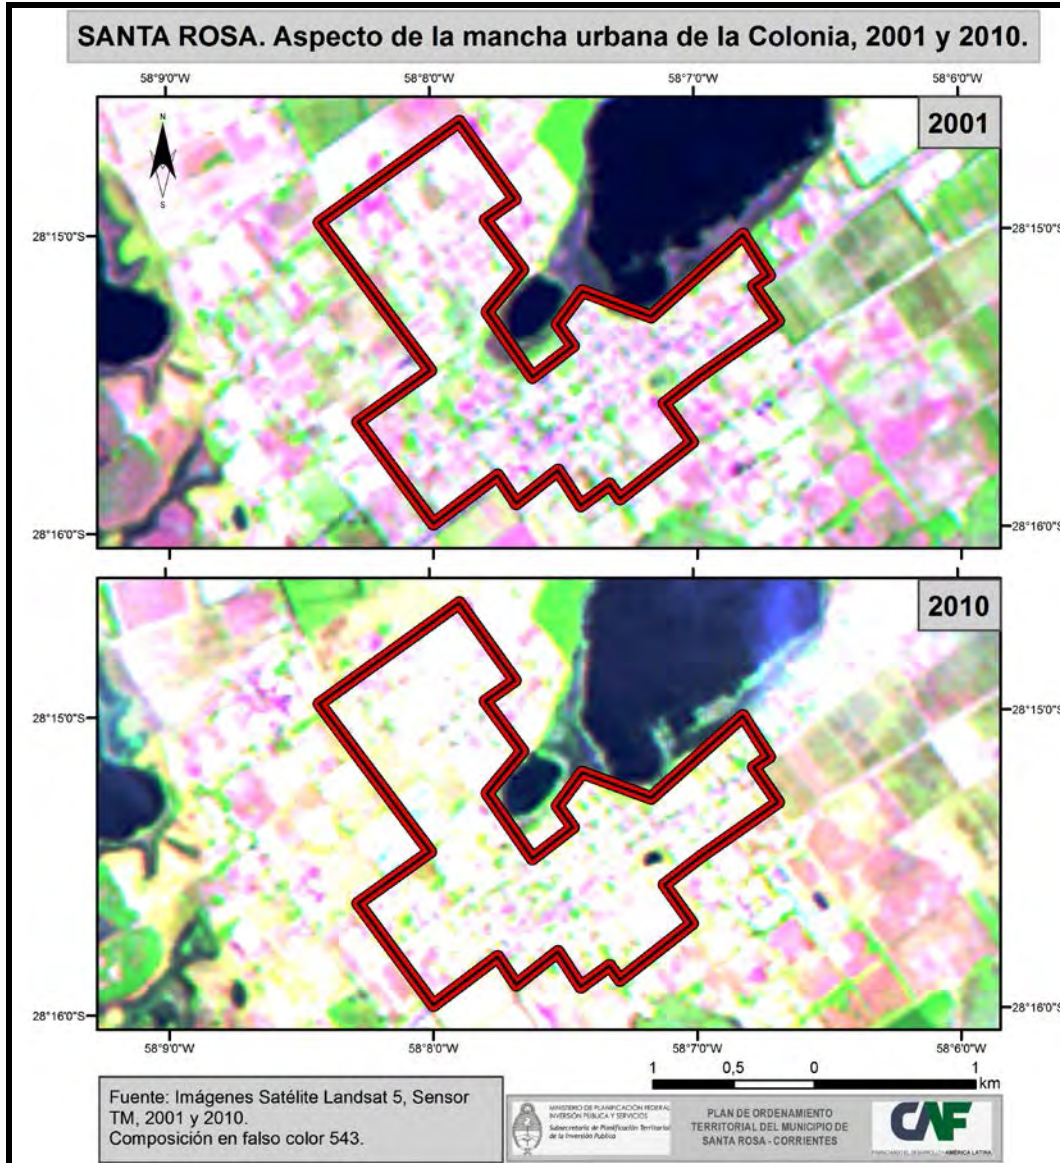 SANTA ROSA. Aspecto de la mancha urbana de la Colonia, 2001 y 2010.
58°9'0"W 58°8'0"W 58°7'0"W 58°6'0"W
2001
N
S
28°15'0"S 28°15'0"S
28°16'0"S 28°16'0"S
2010
28°15'0"S 28°15'0"S
28°16'0"S 28°16'0"S
58°9'0"W 58°8'0"W 58°7'0"W 58°6'0"W
1 0,5 0 1
km
Fuente: Imágenes Satélite Landsat 5, Sensor
TM, 2001 y 2010.
Composición en falso color 543.
MINISTERIO DE PLANIFICACIÓN FEDERAL
INVERSIÓN PÚBLICA Y SERVICIOS
Subsecretaría de Planificación Territorial
de la Inversión Pública
PLAN DE ORDENAMIENTO
TERRITORIAL DEL MUNICIPIO DE
SANTA ROSA - CORRIENTES
CAF
AMÉRICA LATINA